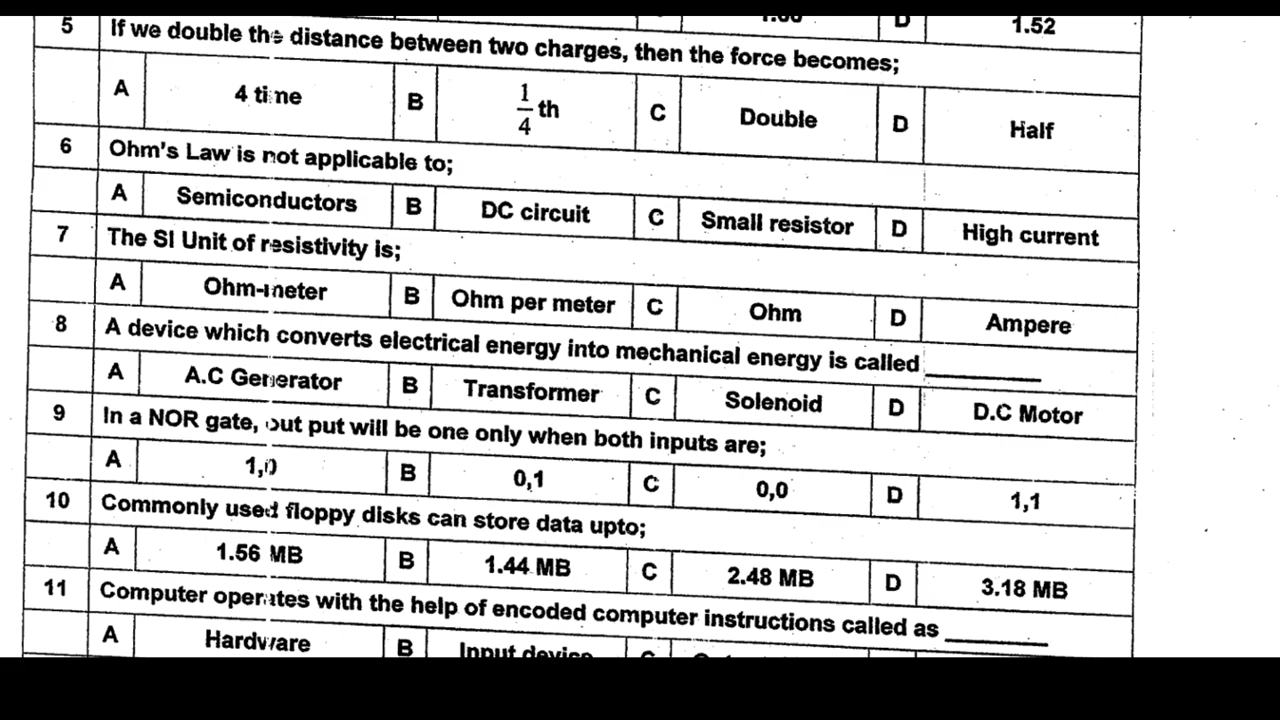 D 1.52
5 If we double the distance between two charges, then the force becomes;
A 4 time B 1/4 th C Double D Half
6 Ohm's Law is not applicable to;
A Semiconductors B DC circuit C Small resistor D High current
7 The SI Unit of resistivity is;
A Ohm-meter B Ohm per meter C Ohm D Ampere
8 A device which converts electrical energy into mechanical energy is called ________
A A.C Generator B Transformer C Solenoid D D.C Motor
9 In a NOR gate, out put will be one only when both inputs are;
A 1,0 B 0,1 C 0,0 D 1,1
10 Commonly used floppy disks can store data upto;
A 1.56 MB B 1.44 MB C 2.48 MB D 3.18 MB
11 Computer operates with the help of encoded computer instructions called as ________
A Hardware B Input device C